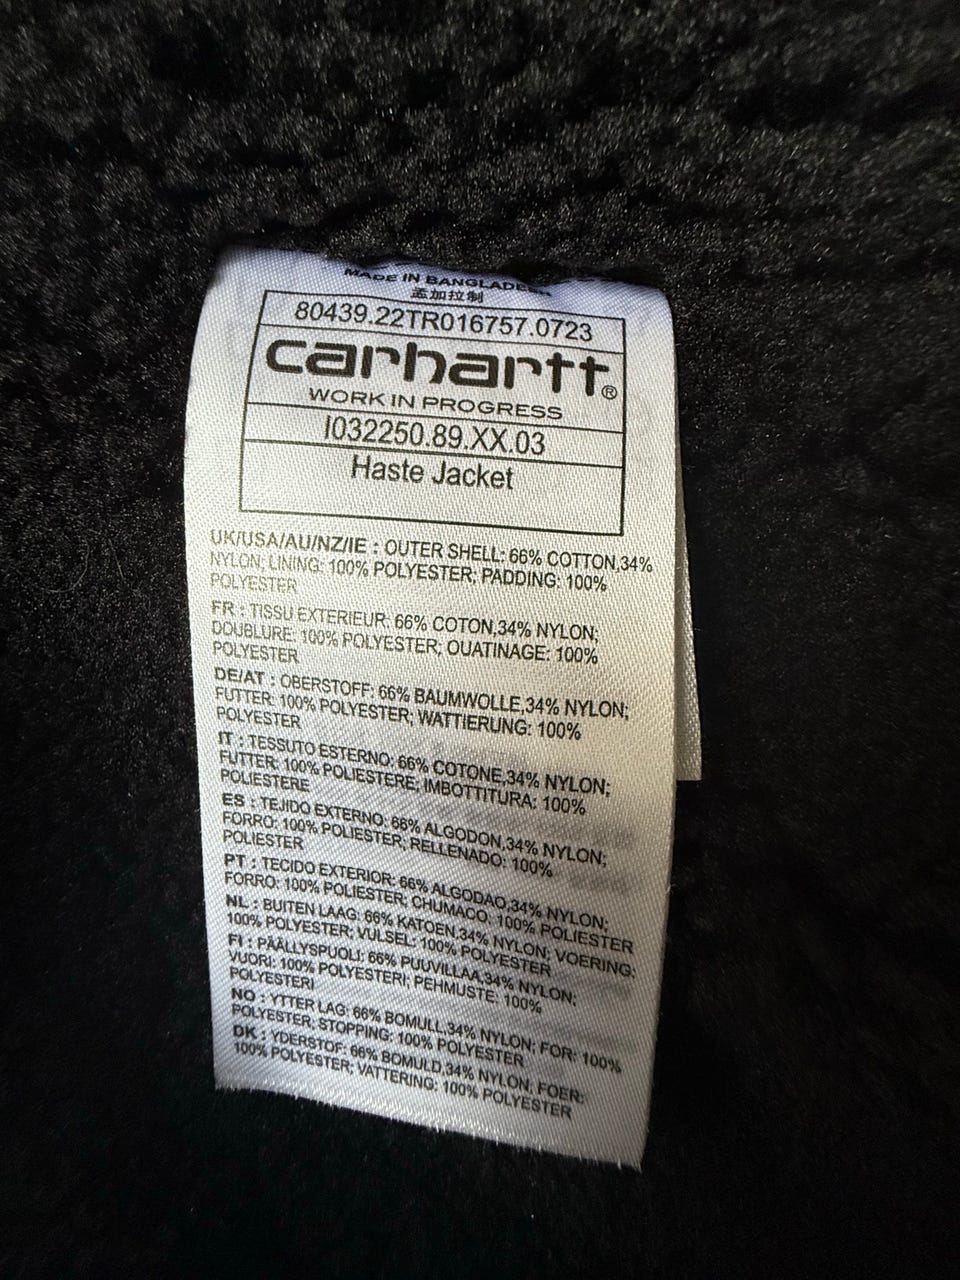 MADE IN BANGLADESH
孟加拉制
80439.22TR016757.0723
carhartt®
WORK IN PROGRESS
I032250.89.XX.03
Haste Jacket
UK/USA/AU/NZ/IE : OUTER SHELL: 66% COTTON,34%
NYLON; LINING: 100% POLYESTER; PADDING: 100%
POLYESTER
FR : TISSU EXTERIEUR: 66% COTON,34% NYLON;
DOUBLURE: 100% POLYESTER; OUATINAGE: 100%
POLYESTER
DE/AT : OBERSTOFF: 66% BAUMWOLLE,34% NYLON;
FUTTER: 100% POLYESTER; WATTIERUNG: 100%
POLYESTER
IT : TESSUTO ESTERNO: 66% COTONE,34% NYLON;
FUTTER: 100% POLIESTERE; IMBOTTITURA: 100%
POLIESTERE
ES : TEJIDO EXTERNO: 66% ALGODON,34% NYLON;
FORRO: 100% POLIESTER; RELLENADO: 100%
POLIESTER
PT : TECIDO EXTERIOR: 66% ALGODAO,34% NYLON;
FORRO: 100% POLIESTER; CHUMACO: 100% POLIESTER
NL : BUITEN LAAG: 66% KATOEN,34% NYLON; VOERING:
100% POLYESTER; VULSEL: 100% POLYESTER
FI : PÄÄLLYSPUOLI: 66% PUUVILLAA,34% NYLON;
VUORI: 100% POLYESTERI; PEHMUSTE: 100%
POLYESTERI
NO : YTTER LAG: 66% BOMULL,34% NYLON; FOR: 100%
POLYESTER; STOPPING: 100% POLYESTER
DK : YDERSTOF: 66% BOMULD,34% NYLON; FOER:
100% POLYESTER; VATTERING: 100% POLYESTER